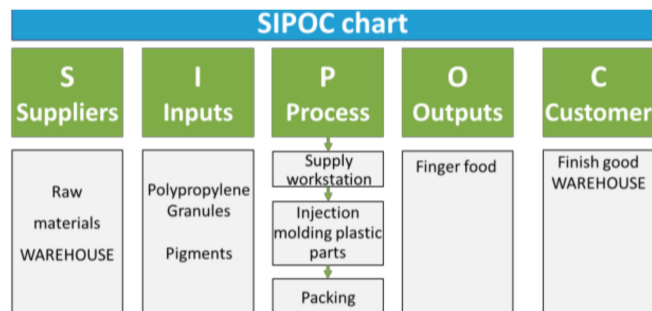 SIPOC chart
S
Suppliers
I
Inputs
P
Process
O
Outputs
C
Customer
Raw
materials
WAREHOUSE
Polypropylene
Granules
Pigments
Supply
workstation
Injection
molding plastic
parts
Packing
Finger food
Finish good
WAREHOUSE